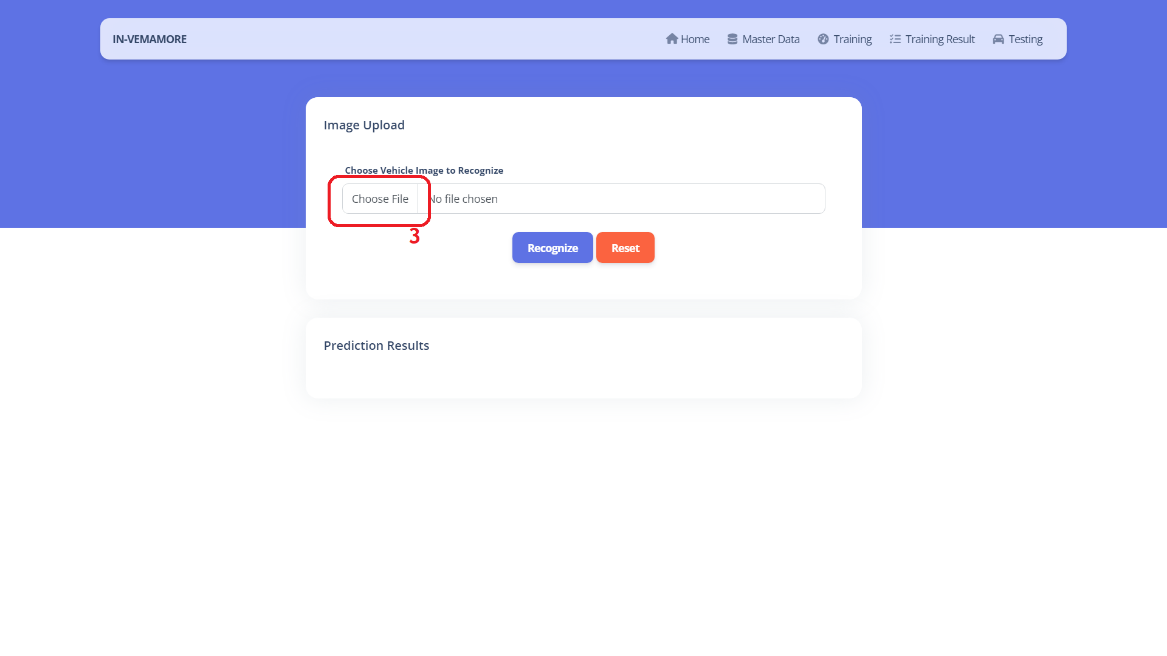 IN-VEMAMORE Home Master Data Training Training Result Testing
Image Upload
Choose Vehicle Image to Recognize
Choose File No file chosen
3
Recognize Reset
Prediction Results